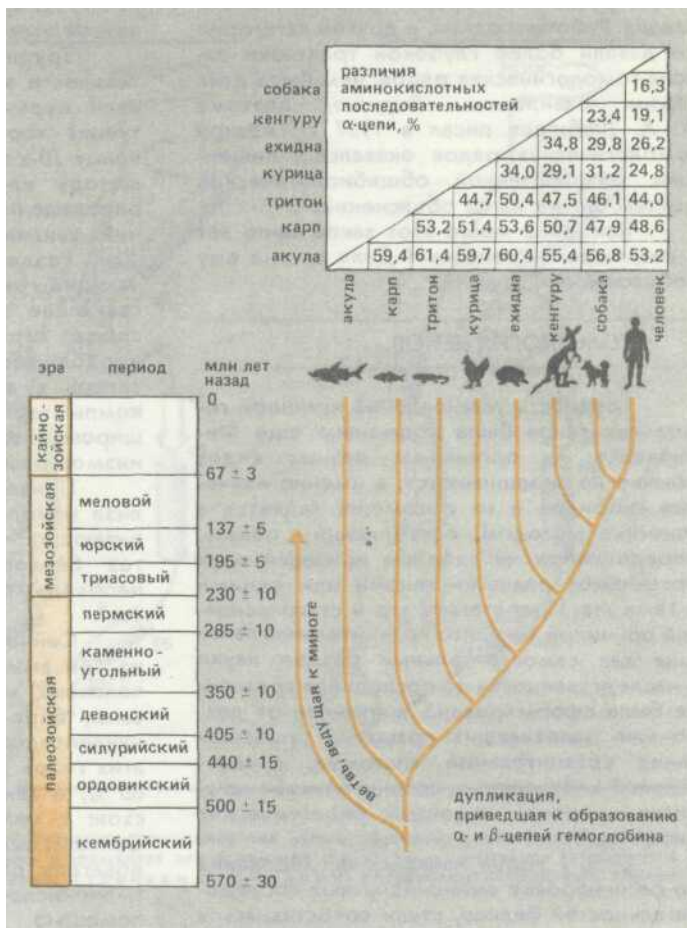 различия
аминокислотных
последовательностей
α-цепи, %
собака 16,3
кенгуру 23,4 19,1
ехидна 34,8 29,8 26,2
курица 34,0 29,1 31,2 24,8
тритон 44,7 50,4 47,5 46,1 44,0
карп 53,2 51,4 53,6 50,7 47,9 48,6
акула 59,4 61,4 59,7 60,4 55,4 56,8 53,2
акула карп тритон курица ехидна кенгуру собака человек
эра период млн лет
назад
0
кайно-
зойская
67 ± 3
мезозойская
меловой
137 ± 5
юрский
195 ± 5
триасовый
230 ± 10
палеозойская
пермский
285 ± 10
каменно-
угольный
350 ± 10
девонский
405 ± 10
силурийский
440 ± 15
ордовикский
500 ± 15
кембрийский
570 ± 30
ветвь, ведущая к миноге
дупликация,
приведшая к образованию
α- и β-цепей гемоглобина